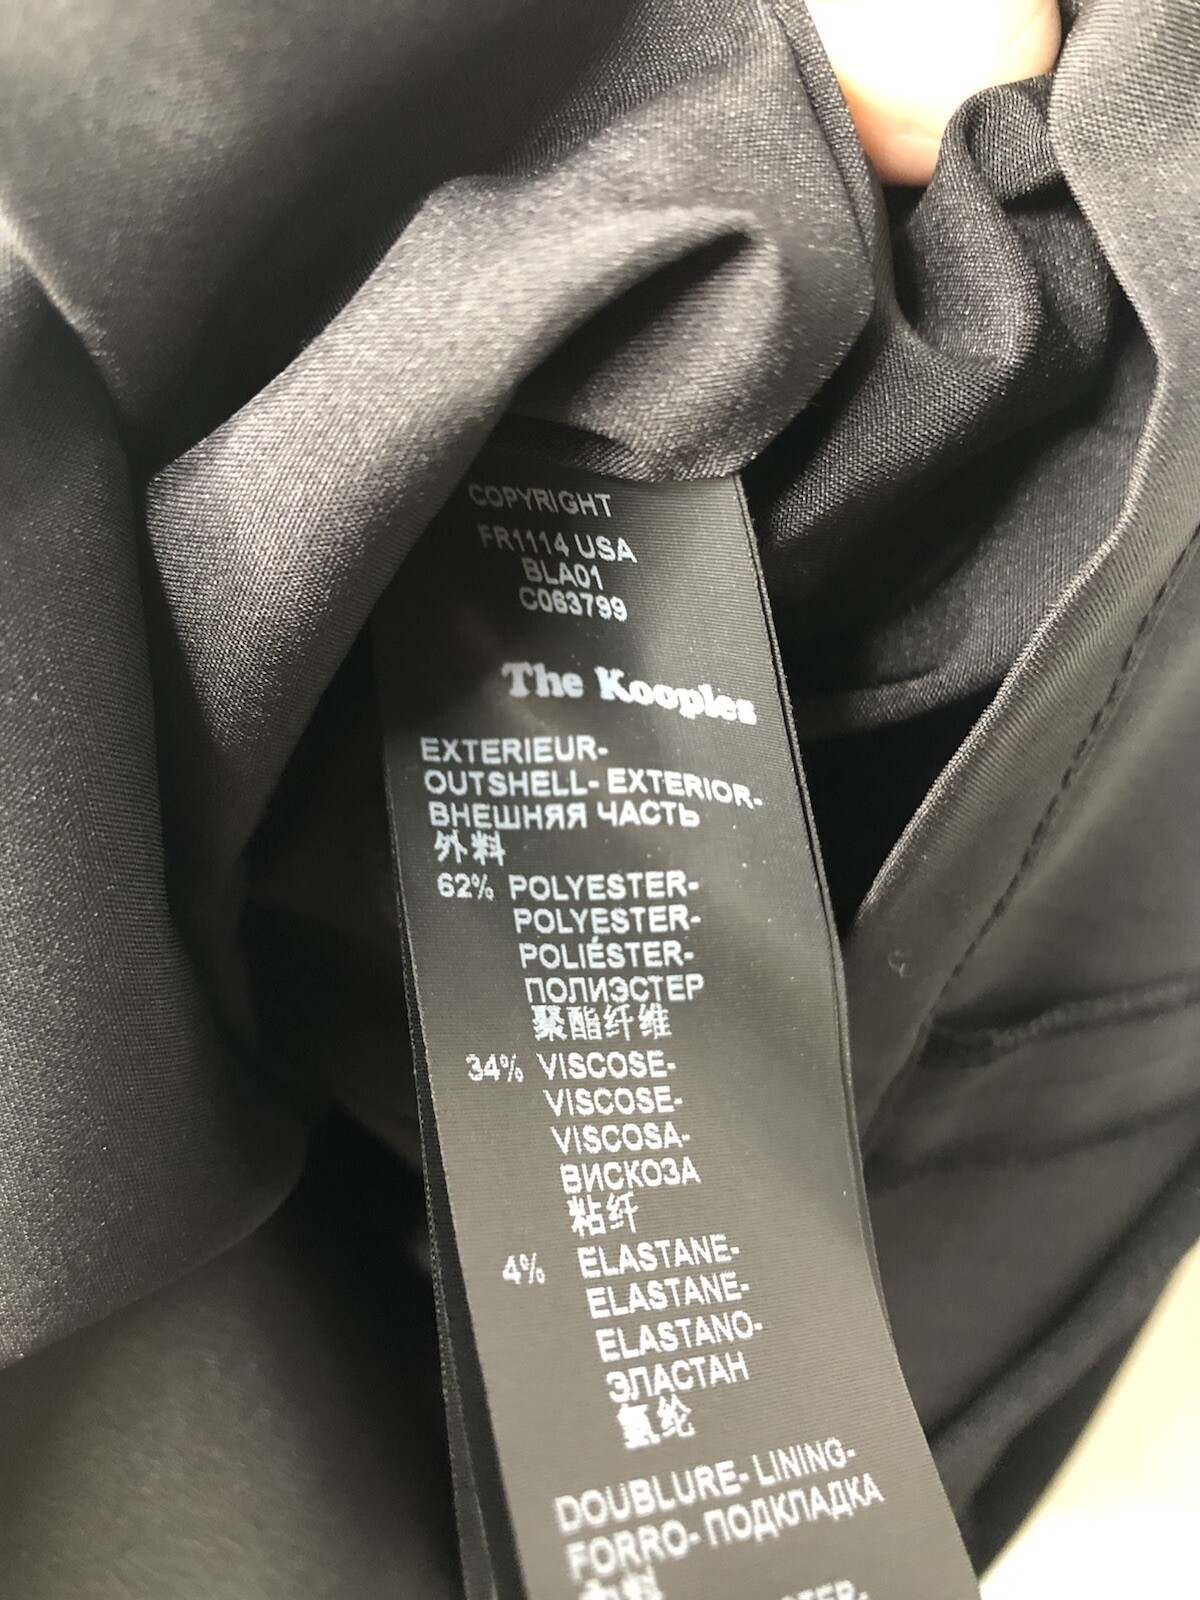 COPYRIGHT
FR1114 USA
BLA01
C063799
The Kooples
EXTERIEUR-
OUTSHELL- EXTERIOR-
ВНЕШНЯЯ ЧАСТЬ
外料
62% POLYESTER-
POLYESTER-
POLIÉSTER-
ПОЛИЭСТЕР
聚酯纤维
34% VISCOSE-
VISCOSE-
VISCOSA-
ВИСКОЗА
粘纤
4% ELASTANE-
ELASTANE-
ELASTANO-
ЭЛАСТАН
氨纶
DOUBLURE- LINING-
FORRO- ПОДКЛАДКА